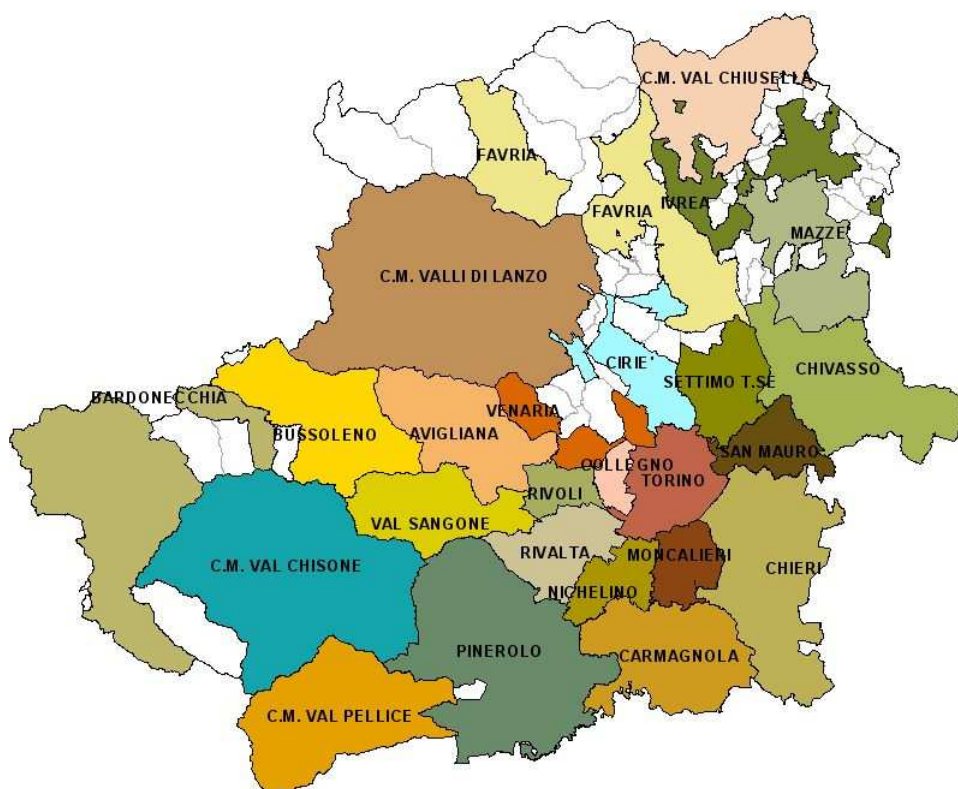 C.M. VAL CHIUSELLA
FAVRIA
IVREA
FAVRIA
MAZZE'
C.M. VALLI DI LANZO
CIRIE'
CHIVASSO
SETTIMO T.SE
BARDONECCHIA
VENARIA
BUSSOLENO
AVIGLIANA
SAN MAURO
COLLEGNO
TORINO
RIVOLI
VAL SANGONE
RIVALTA
MONCALIERI
C.M. VAL CHISONE
CHIERI
NICHELINO
PINEROLO
CARMAGNOLA
C.M. VAL PELLICE